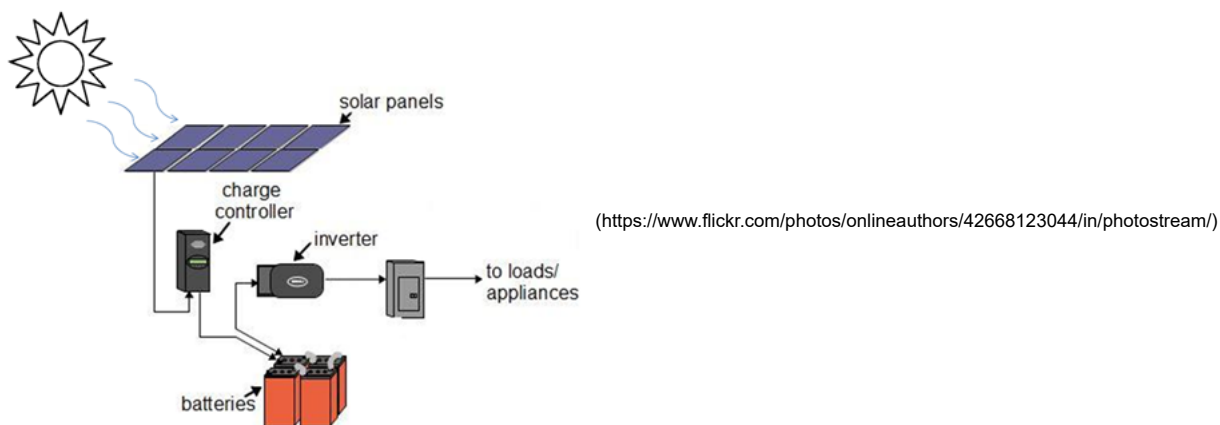 solar panels
charge
controller
inverter
(https://www.flickr.com/photos/onlineauthors/42668123044/in/photostream/)
to loads/
appliances
batteries